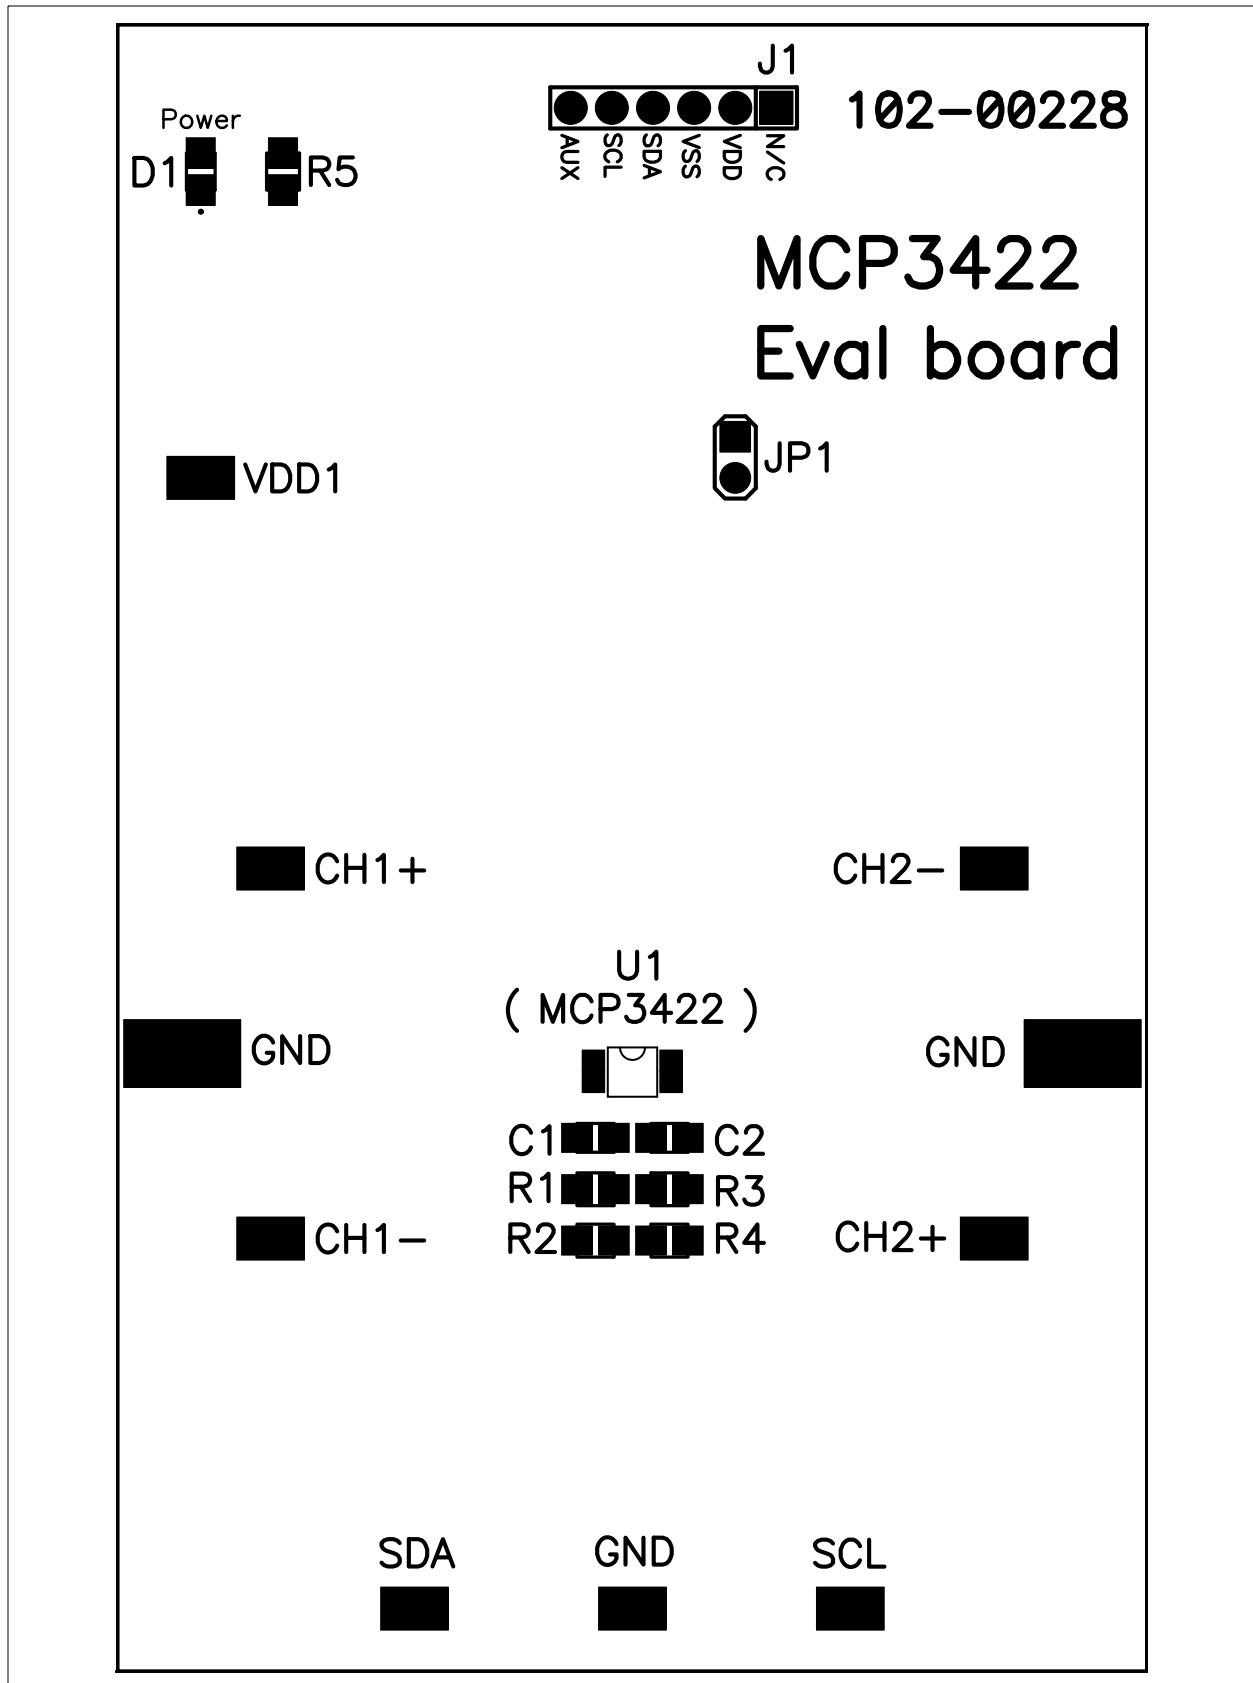 J1
102-00228
Power
D1
R5
AUX
SCL
SDA
VSS
VDD
N/C
MCP3422
Eval board
JP1
VDD1
CH1+
CH2-
U1
( MCP3422 )
GND
GND
C1
C2
R1
R3
R2
R4
CH1-
CH2+
SDA
GND
SCL